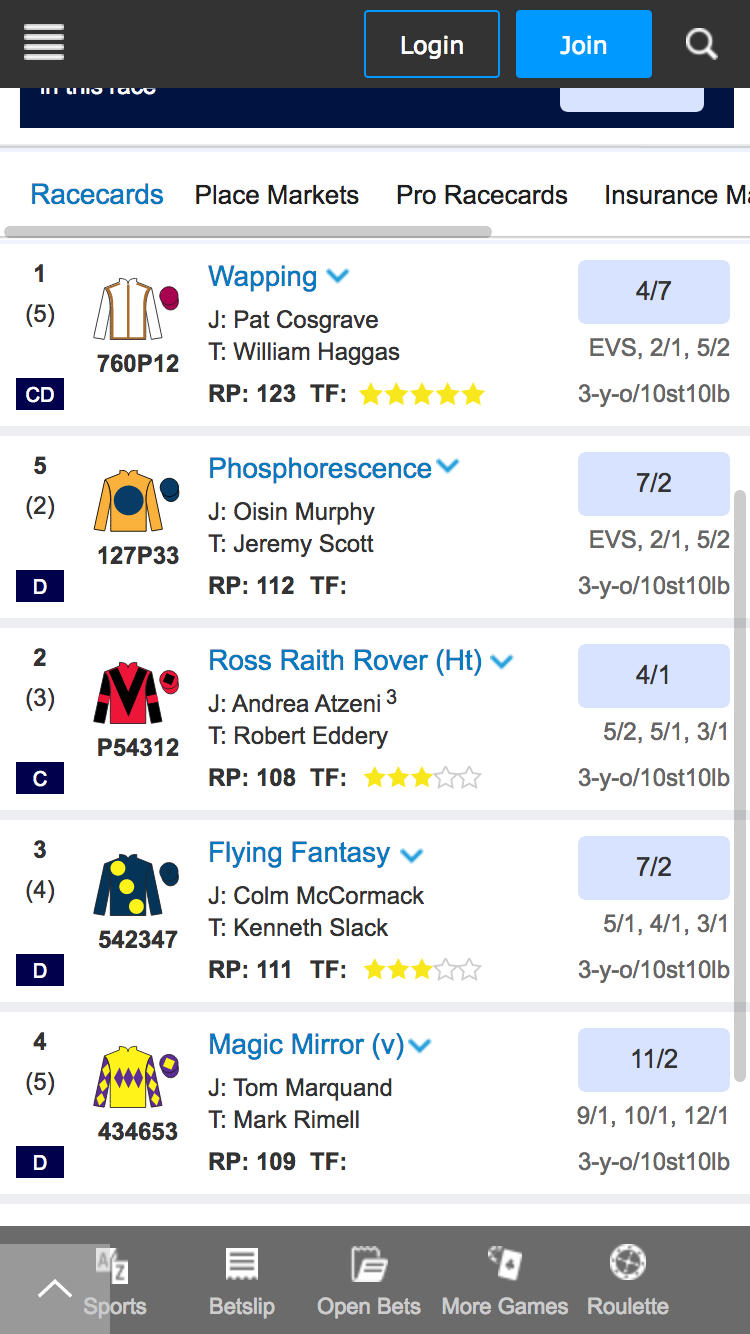 Login
Join
in this race
Racecards
Place Markets
Pro Racecards
Insurance Ma
1
(5)
CD
760P12
Wapping
J: Pat Cosgrave
T: William Haggas
RP: 123 TF:
4/7
EVS, 2/1, 5/2
3-y-o/10st10lb
5
(2)
D
127P33
Phosphorescence
J: Oisin Murphy
T: Jeremy Scott
RP: 112 TF:
7/2
EVS, 2/1, 5/2
3-y-o/10st10lb
2
(3)
C
P54312
Ross Raith Rover (Ht)
J: Andrea Atzeni 3
T: Robert Eddery
RP: 108 TF:
4/1
5/2, 5/1, 3/1
3-y-o/10st10lb
3
(4)
D
542347
Flying Fantasy
J: Colm McCormack
T: Kenneth Slack
RP: 111 TF:
7/2
5/1, 4/1, 3/1
3-y-o/10st10lb
4
(5)
D
434653
Magic Mirror (v)
J: Tom Marquand
T: Mark Rimell
RP: 109 TF:
11/2
9/1, 10/1, 12/1
3-y-o/10st10lb
A Z
Sports
Betslip
Open Bets
More Games
Roulette